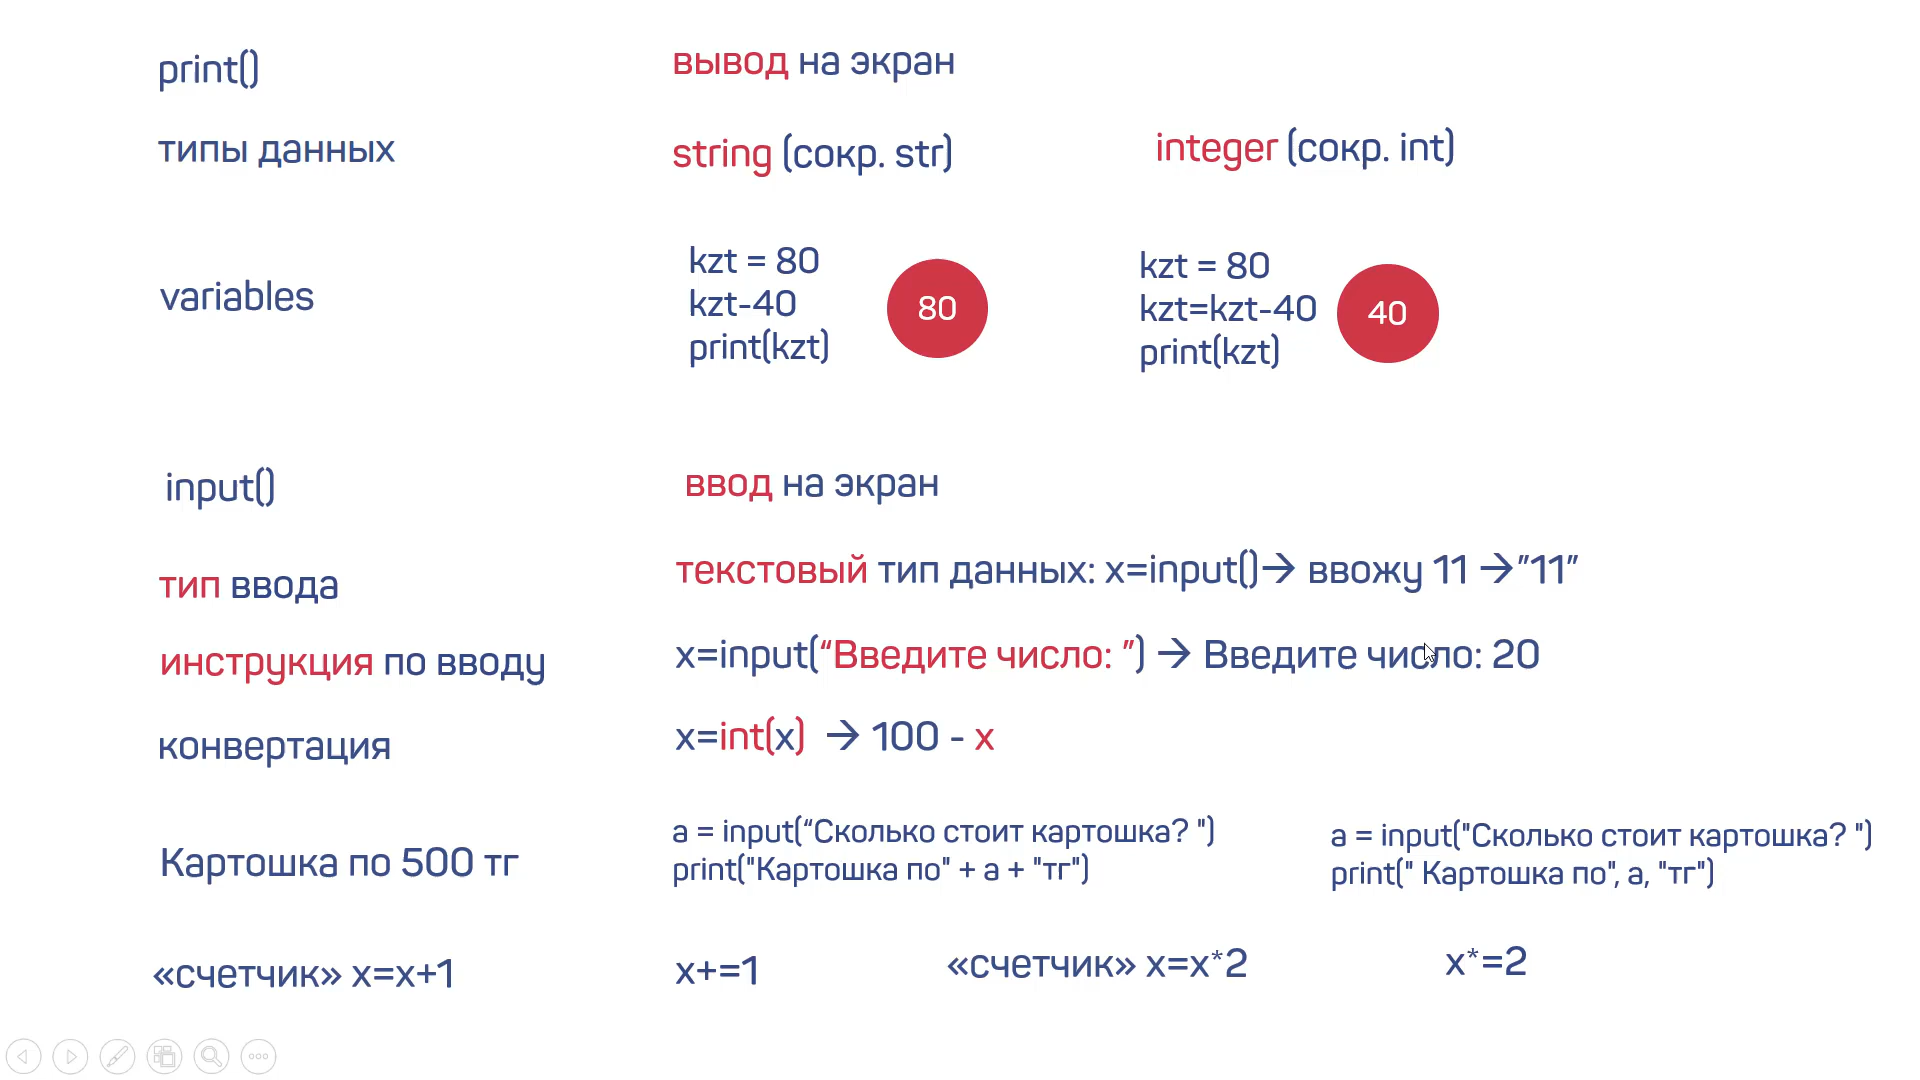 print()
вывод на экран
типы данных
string (сокр. str)
integer (сокр. int)
variables
kzt = 80
kzt-40
print(kzt)
80
kzt = 80
kzt=kzt-40
print(kzt)
40
input()
ввод на экран
тип ввода
текстовый тип данных: x=input()→ ввожу 11 →”11”
инструкция по вводу
x=input(“Введите число: ”) → Введите число: 20
конвертация
x=int(x) → 100 - x
Картошка по 500 тг
a = input(“Сколько стоит картошка? ")
print("Картошка по" + a + "тг")
a = input("Сколько стоит картошка? ")
print(" Картошка по", a, "тг")
«счетчик» x=x+1
x+=1
«счетчик» x=x*2
x*=2